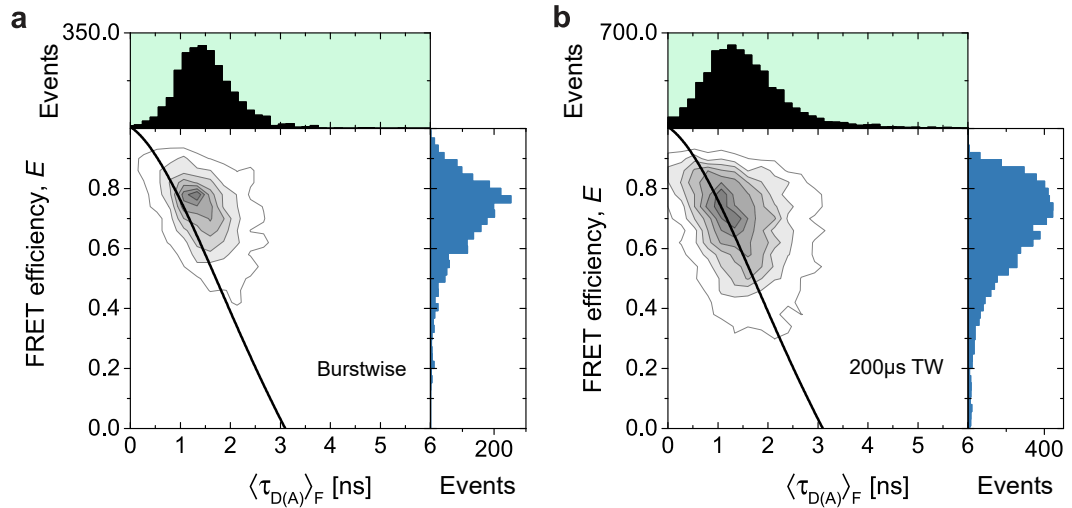 a
350.0
Events
FRET efficiency, E
0.8
0.6
0.4
0.2
0.0
Burstwise
0 1 2 3 4 5 6
200
⟨τD(A)⟩F [ns]
Events
b
700.0
Events
FRET efficiency, E
0.8
0.6
0.4
0.2
0.0
200µs TW
0 1 2 3 4 5 6
400
⟨τD(A)⟩F [ns]
Events